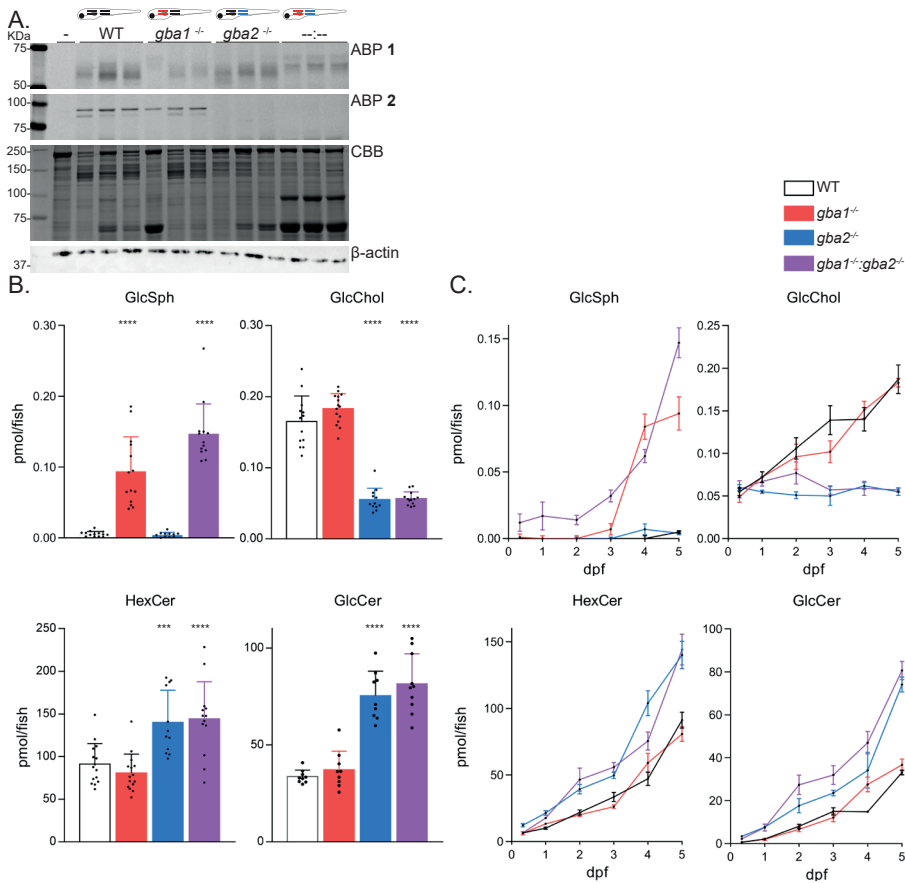 A.
KDa
- WT gba1 -/- gba2 -/- --:--
75-
50-
ABP 1
100-
75-
ABP 2
250-
150-
100-
75-
CBB
37-
β-actin
WT
gba1-/-
gba2-/-
gba1-/-:gba2-/-
B.
GlcSph
pmol/fish
0.30
0.20
0.10
0.00
**** ****
GlcChol
0.30
0.20
0.10
0.00
**** ****
HexCer
pmol/fish
250
200
150
100
50
0
*** ****
GlcCer
100
50
0
**** ****
C.
GlcSph
pmol/fish
0.15
0.10
0.05
0.00
0 1 2 3 4 5
dpf
GlcChol
0.25
0.20
0.15
0.10
0.05
0.00
0 1 2 3 4 5
dpf
HexCer
pmol/fish
150
100
50
0
0 1 2 3 4 5
dpf
GlcCer
100
80
60
40
20
0
0 1 2 3 4 5
dpf